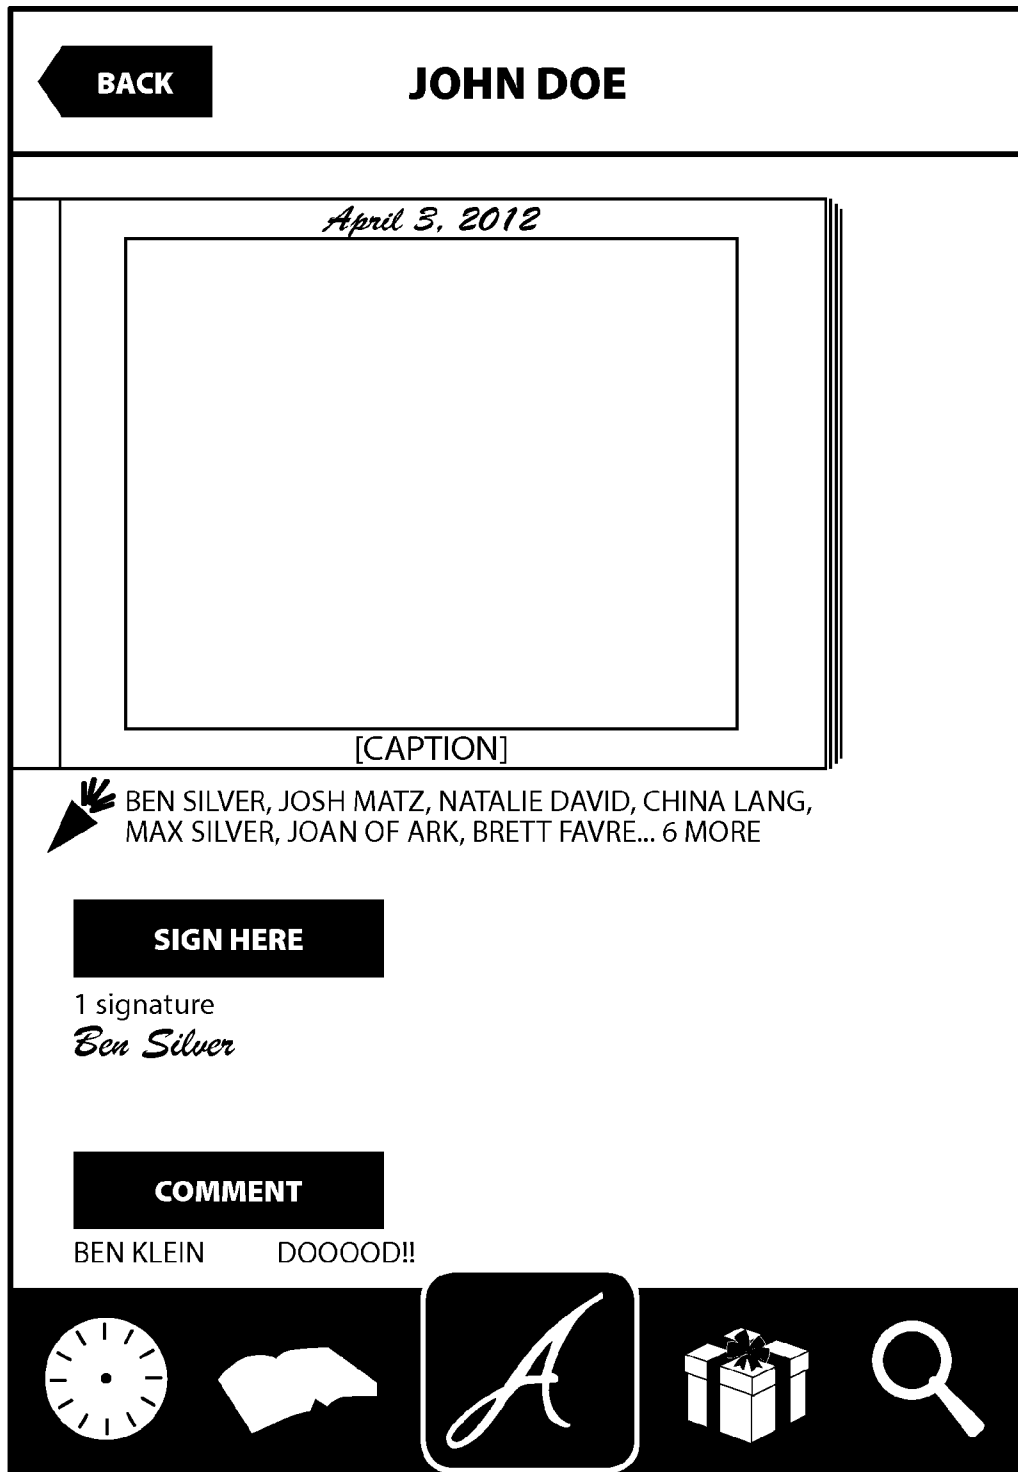 BACK
JOHN DOE
April 3, 2012
[CAPTION]
BEN SILVER, JOSH MATZ, NATALIE DAVID, CHINA LANG,
MAX SILVER, JOAN OF ARK, BRETT FAVRE... 6 MORE
SIGN HERE
1 signature
Ben Silver
COMMENT
BEN KLEIN DOOOOD!!
A